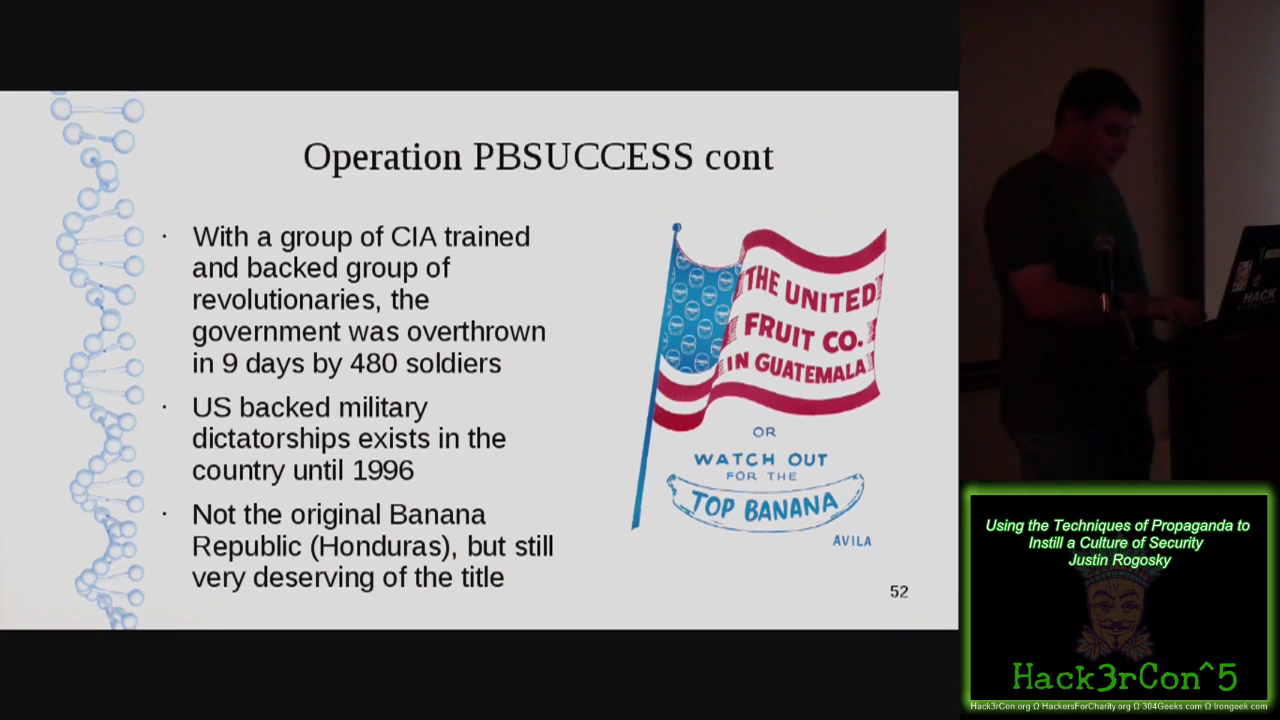 Operation PBSUCCESS cont
· With a group of CIA trained
and backed group of
revolutionaries, the
government was overthrown
in 9 days by 480 soldiers
· US backed military
dictatorships exists in the
country until 1996
· Not the original Banana
Republic (Honduras), but still
very deserving of the title
THE UNITED
FRUIT CO.
IN GUATEMALA
OR
WATCH OUT
FOR THE
TOP BANANA
AVILA
52
HACK
Using the Techniques of Propaganda to
Instill a Culture of Security
Justin Rogosky
Hack3rCon^5
Hack3rCon.org Ω HackersForCharity.org Ω 304Geeks.com Ω Irongeek.com